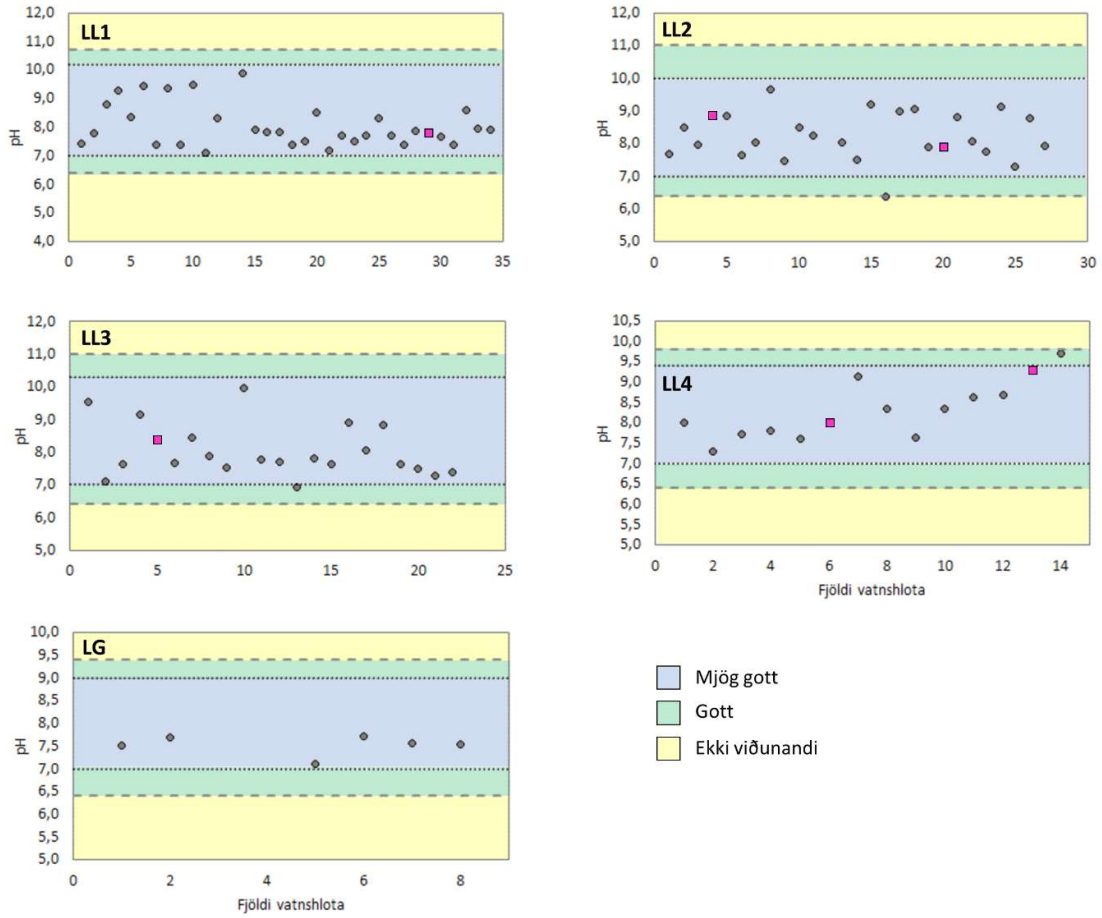 LL1
12,0
11,0
10,0
9,0
8,0
7,0
6,0
5,0
4,0
pH
0 5 10 15 20 25 30 35
LL2
12,0
11,0
10,0
9,0
8,0
7,0
6,0
5,0
pH
0 5 10 15 20 25 30
LL3
12,0
11,0
10,0
9,0
8,0
7,0
6,0
5,0
pH
0 5 10 15 20 25
LL4
10,5
10,0
9,5
9,0
8,5
8,0
7,5
7,0
6,5
6,0
5,5
5,0
pH
0 2 4 6 8 10 12 14
Fjöldi vatnshlota
LG
10,0
9,5
9,0
8,5
8,0
7,5
7,0
6,5
6,0
5,5
5,0
pH
0 2 4 6 8
Fjöldi vatnshlota
Mjög gott
Gott
Ekki viðunandi